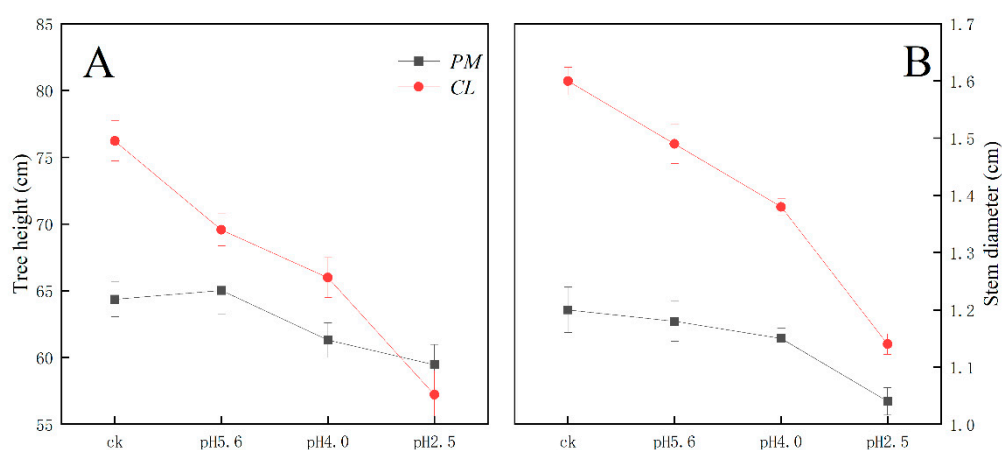 A
PM
CL
Tree height (cm)
85
80
75
70
65
60
55
ck pH5.6 pH4.0 pH2.5
B
1.7
1.6
1.5
1.4
1.3
1.2
1.1
1.0
Stem diameter (cm)
ck pH5.6 pH4.0 pH2.5